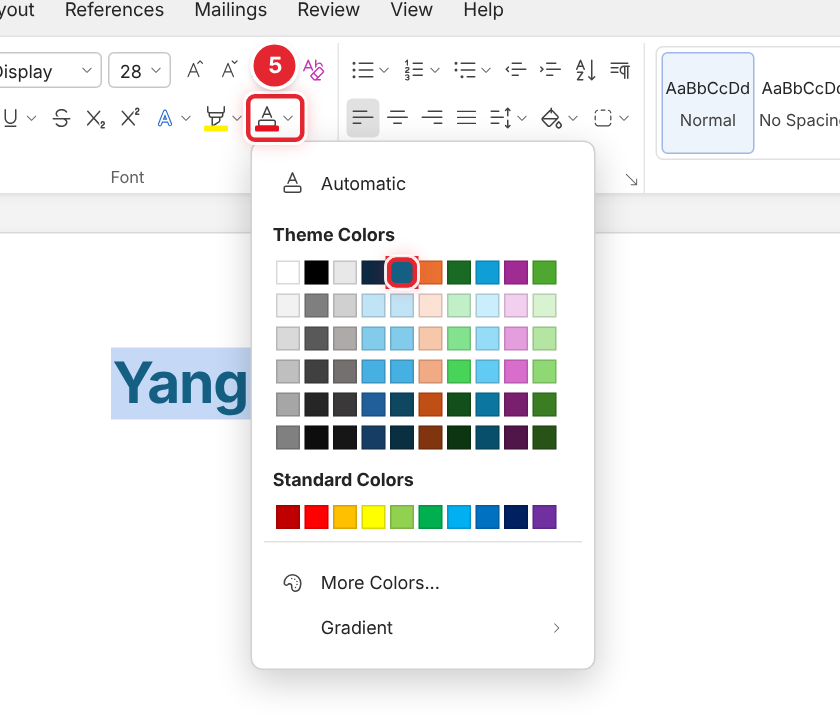 yout References Mailings Review View Help
Display 28 5
AaBbCcDd AaBbCcDd
Normal No Spacing
Font
Automatic
Theme Colors
Yang
Standard Colors
More Colors...
Gradient